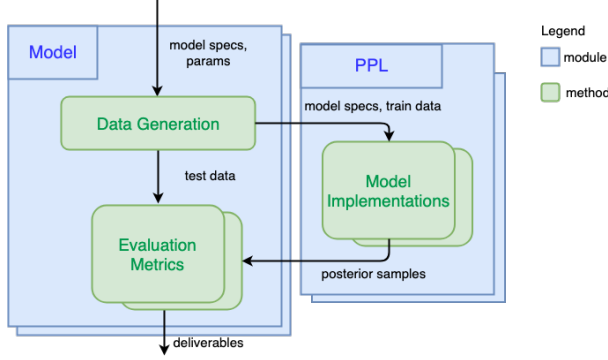 Model
model specs,
params
PPL
Legend
module
method
Data Generation
model specs, train data
test data
Model
Implementations
Evaluation
Metrics
posterior samples
deliverables